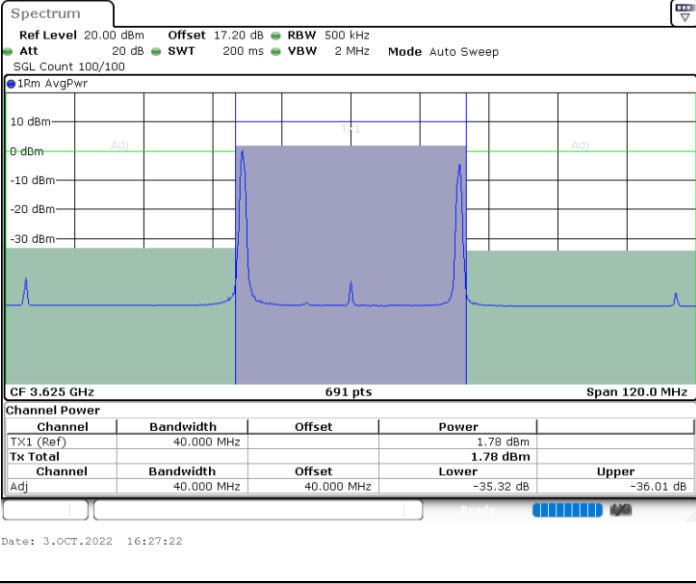 Spectrum
Ref Level 20.00 dBm Offset 17.20 dB RBW 500 kHz
Att 20 dB SWT 200 ms VBW 2 MHz Mode Auto Sweep
SGL Count 100/100
1Rm AvgPwr
10 dBm
TX1
Adj Adj
0 dBm
-10 dBm
-20 dBm
-30 dBm
CF 3.625 GHz 691 pts Span 120.0 MHz
Channel Power
Channel Bandwidth Offset Power
TX1 (Ref) 40.000 MHz 1.78 dBm
Tx Total 1.78 dBm
Channel Bandwidth Offset Lower Upper
Adj 40.000 MHz 40.000 MHz -35.32 dB -36.01 dB
Ready
Date: 3.OCT.2022 16:27:22